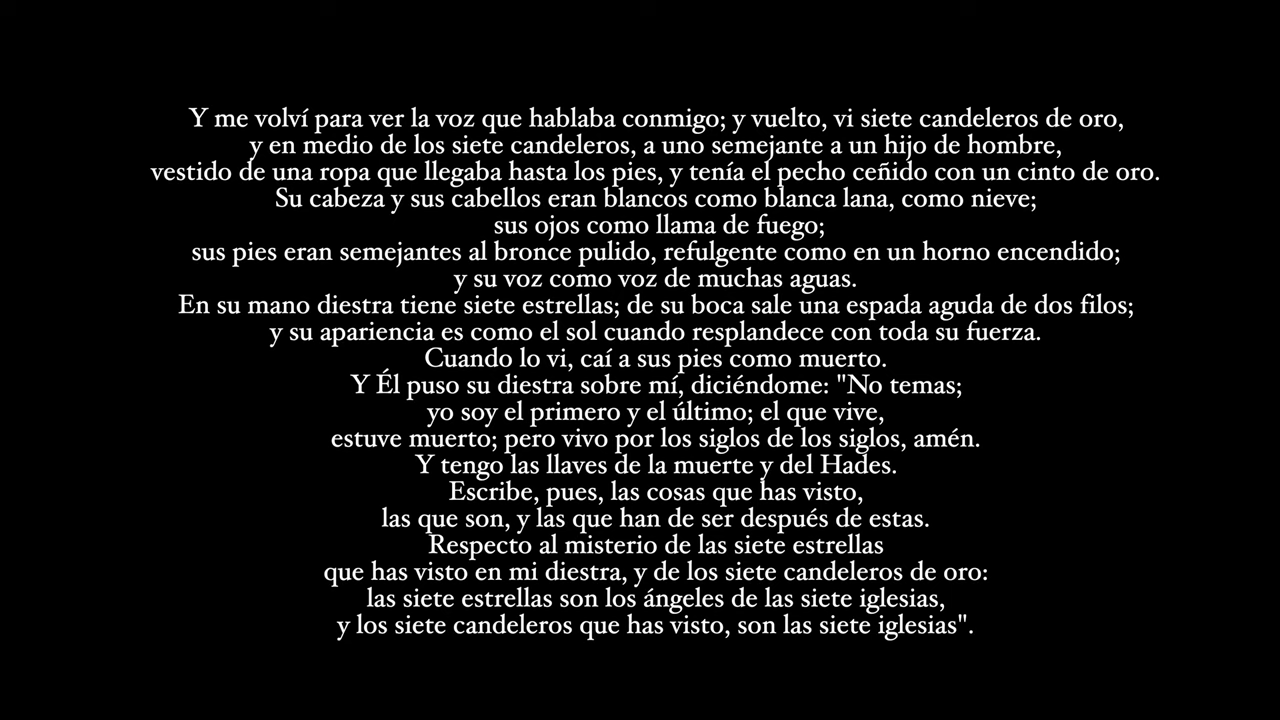 Y me volví para ver la voz que hablaba conmigo; y vuelto, vi siete candeleros de oro,
y en medio de los siete candeleros, a uno semejante a un hijo de hombre,
vestido de una ropa que llegaba hasta los pies, y tenía el pecho ceñido con un cinto de oro.
Su cabeza y sus cabellos eran blancos como blanca lana, como nieve;
sus ojos como llama de fuego;
sus pies eran semejantes al bronce pulido, refulgente como en un horno encendido;
y su voz como voz de muchas aguas.
En su mano diestra tiene siete estrellas; de su boca sale una espada aguda de dos filos;
y su apariencia es como el sol cuando resplandece con toda su fuerza.
Cuando lo vi, caí a sus pies como muerto.
Y Él puso su diestra sobre mí, diciéndome: "No temas;
yo soy el primero y el último; el que vive,
estuve muerto; pero vivo por los siglos de los siglos, amén.
Y tengo las llaves de la muerte y del Hades.
Escribe, pues, las cosas que has visto,
las que son, y las que han de ser después de estas.
Respecto al misterio de las siete estrellas
que has visto en mi diestra, y de los siete candeleros de oro:
las siete estrellas son los ángeles de las siete iglesias,
y los siete candeleros que has visto, son las siete iglesias".